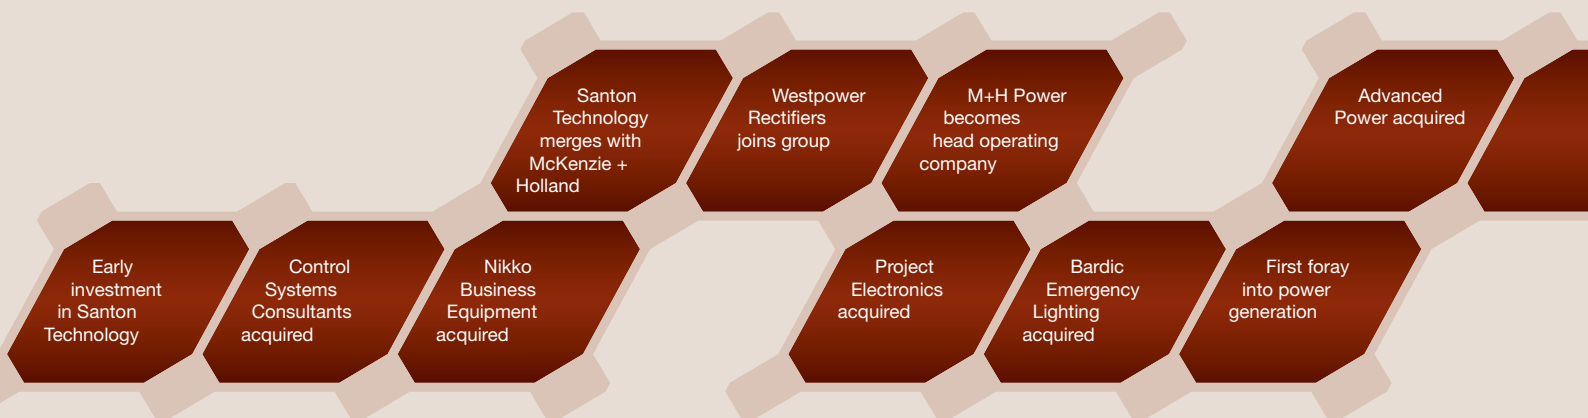 Early
investment
in Santon
Technology
Control
Systems
Consultants
acquired
Nikko
Business
Equipment
acquired
Santon
Technology
merges with
McKenzie +
Holland
Westpower
Rectifiers
joins group
M+H Power
becomes
head operating
company
Project
Electronics
acquired
Bardic
Emergency
Lighting
acquired
First foray
into power
generation
Advanced
Power acquired